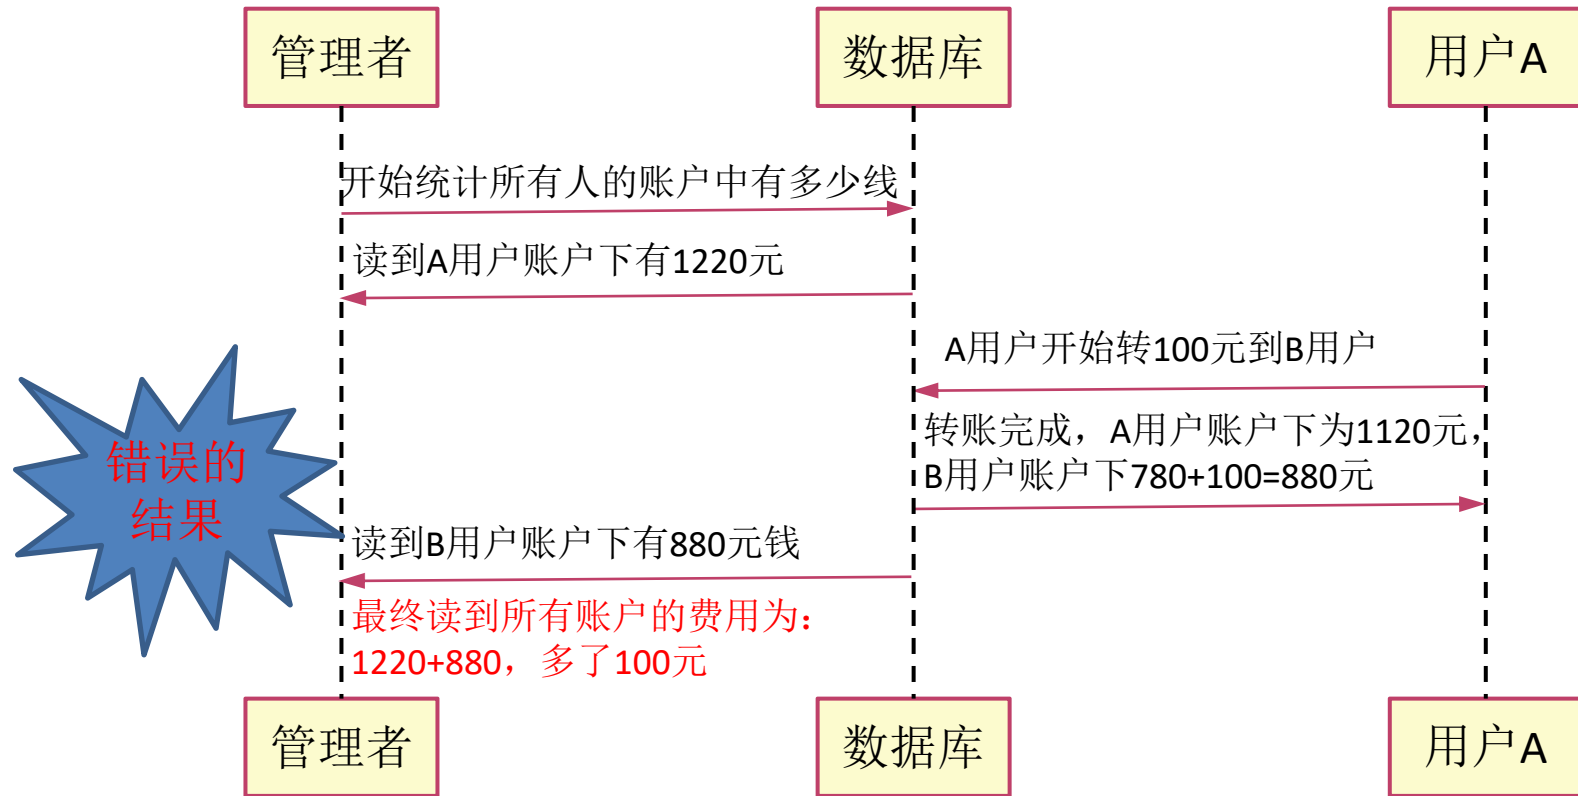 管理者
数据库
用户A
开始统计所有人的账户中有多少线
读到A用户账户下有1220元
A用户开始转100元到B用户
转账完成，A用户账户下为1120元，
B用户账户下780+100=880元
错误的
结果
读到B用户账户下有880元钱
最终读到所有账户的费用为：
1220+880，多了100元
管理者
数据库
用户A